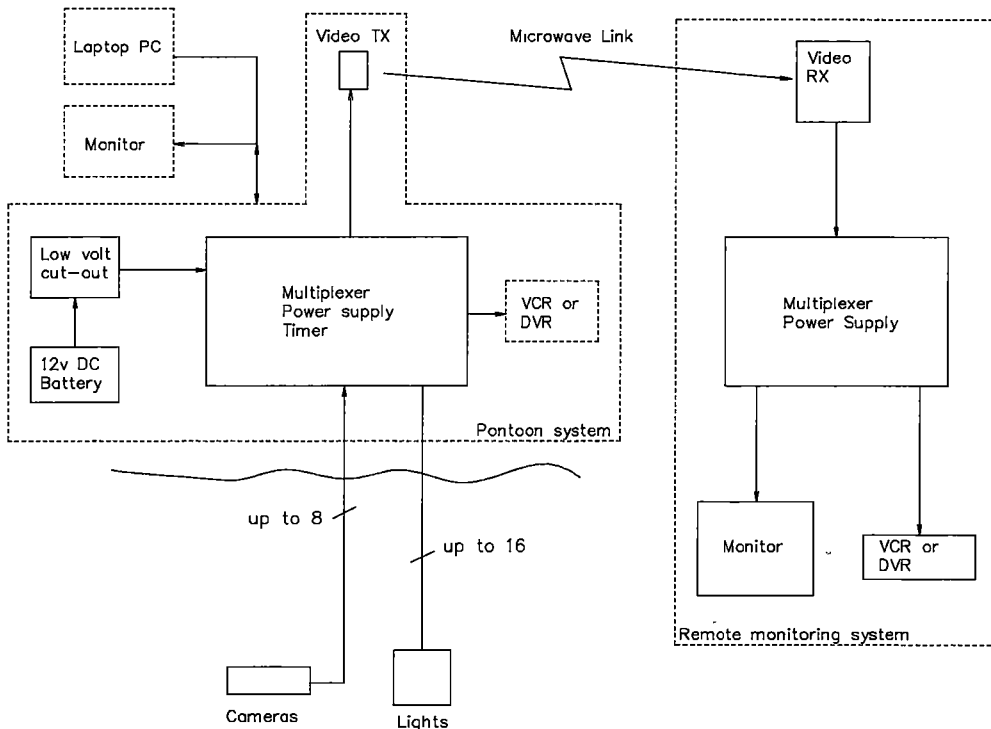 Laptop PC
Monitor
Video TX
Microwave Link
Video
RX
Low volt
cut-out
12v DC
Battery
Multiplexer
Power supply
Timer
VCR or
DVR
Pontoon system
Multiplexer
Power Supply
up to 8
up to 16
Monitor
VCR or
DVR
Remote monitoring system
Cameras
Lights